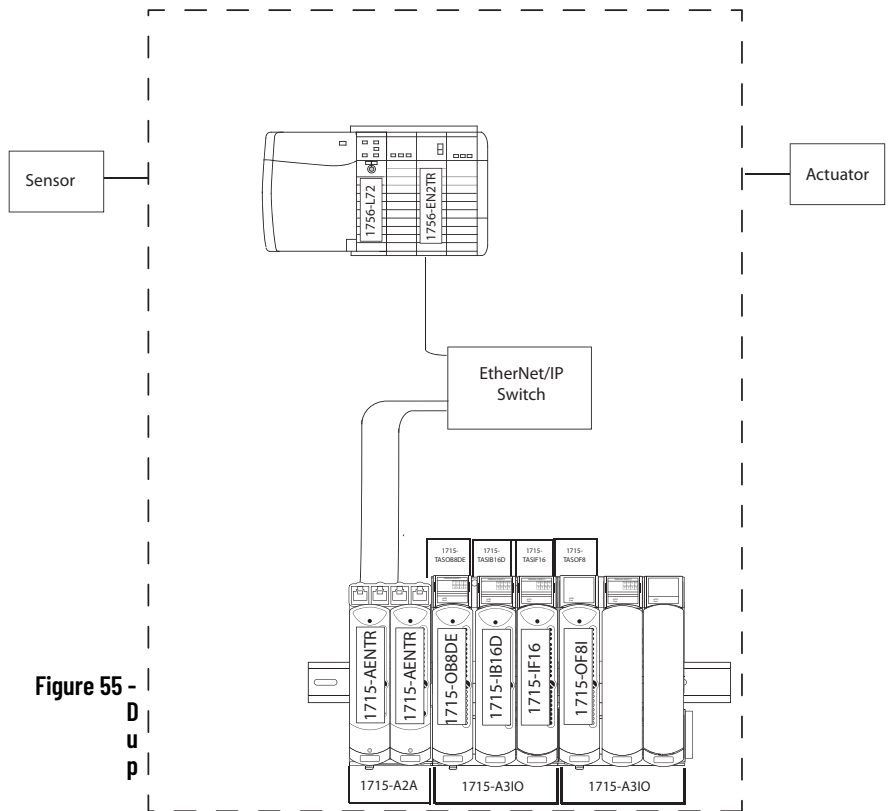 Sensor
Actuator
1756-L72
1756-EN2TR
EtherNet/IP
Switch
1715-
TASOB8DE
1715-
TASIB16D
1715-
TASIF16
1715-
TASOF8
1715-AENTR
1715-AENTR
1715-OB8DE
1715-IB16D
1715-IF16
1715-OF8I
Figure 55 -
D
u
p
1715-A2A
1715-A3IO
1715-A3IO